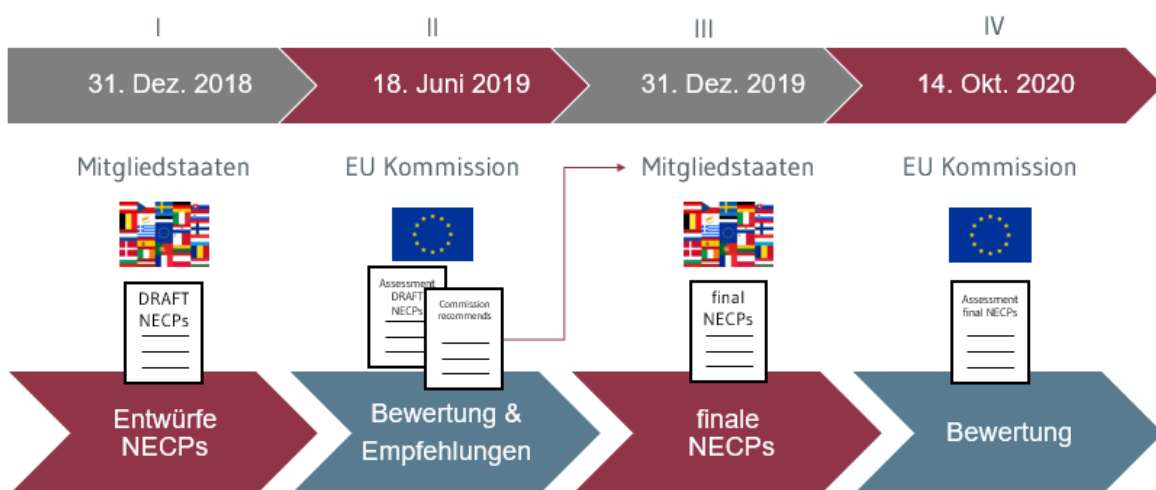 I
II
III
IV
31. Dez. 2018
18. Juni 2019
31. Dez. 2019
14. Okt. 2020
Mitgliedstaaten
EU Kommission
Mitgliedstaaten
EU Kommission
DRAFT
NECPs
Assessment
DRAFT
NECPs
Commission
recommends
final
NECPs
Assessment
final NECPs
Entwürfe
NECPs
Bewertung &
Empfehlungen
finale
NECPs
Bewertung